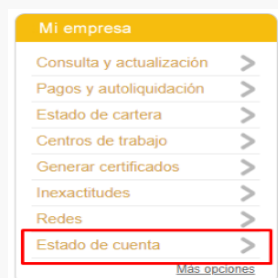 Mi empresa
Consulta y actualización
Pagos y autoliquidación
Estado de cartera
Centros de trabajo
Generar certificados
Inexactitudes
Redes
Estado de cuenta
Más opciones